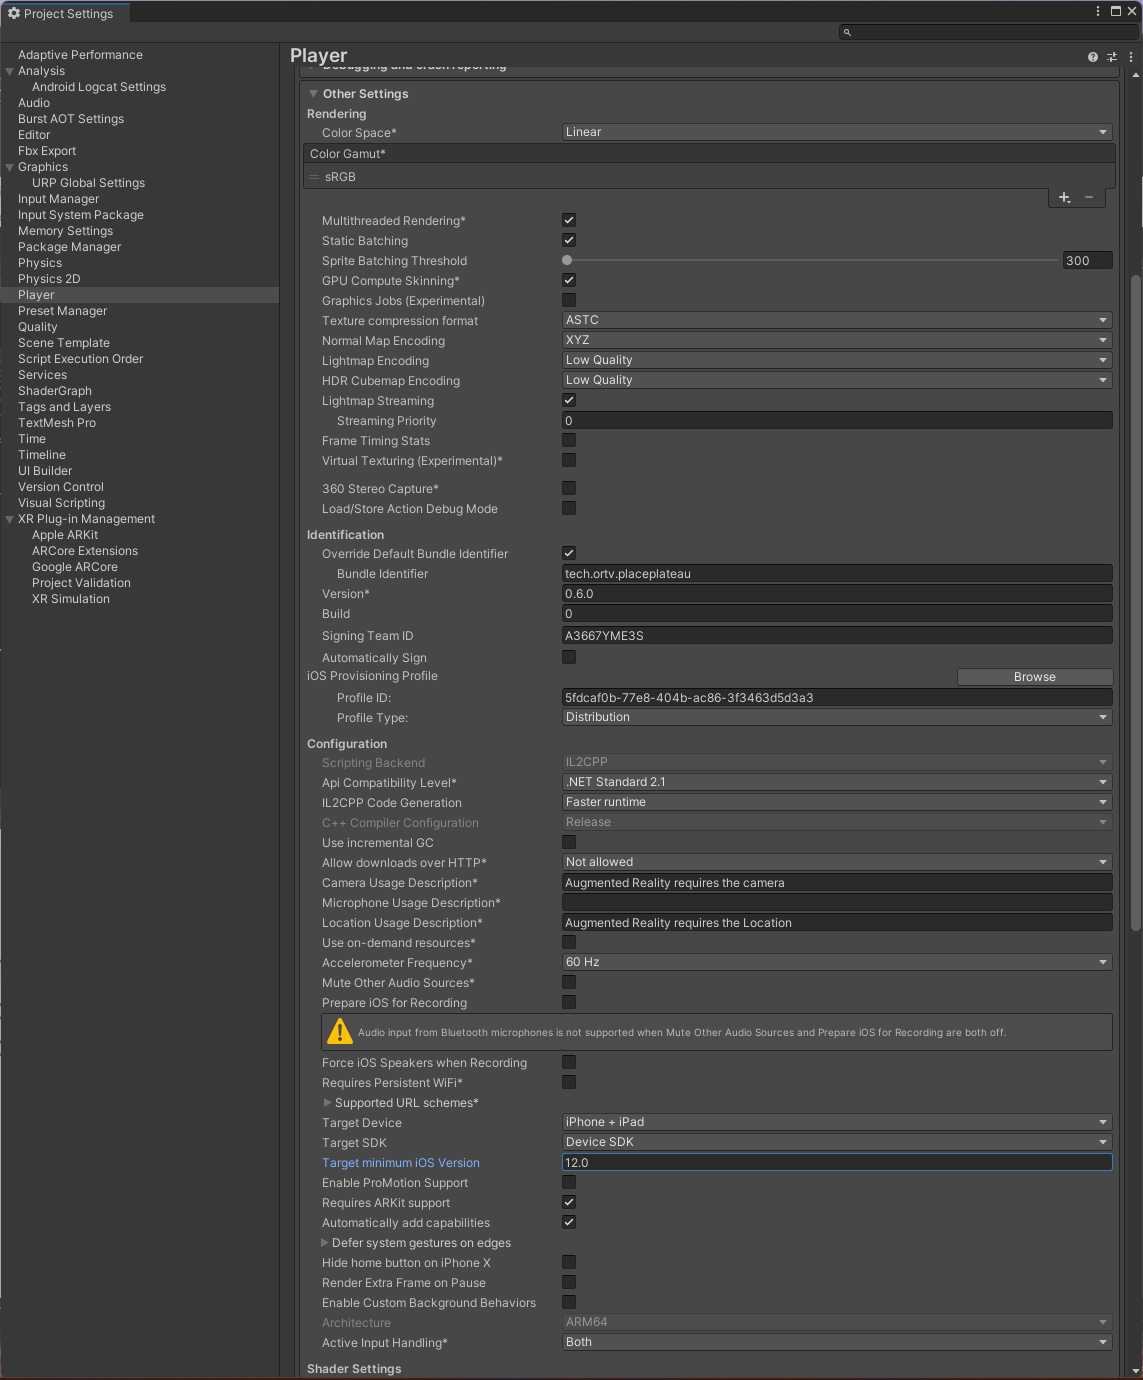 Project Settings
Adaptive Performance
Analysis
Android Logcat Settings
Audio
Burst AOT Settings
Editor
Fbx Export
Graphics
URP Global Settings
Input Manager
Input System Package
Memory Settings
Package Manager
Physics
Physics 2D
Player
Preset Manager
Quality
Scene Template
Script Execution Order
Services
ShaderGraph
Tags and Layers
TextMesh Pro
Time
Timeline
UI Builder
Version Control
Visual Scripting
XR Plug-in Management
Apple ARKit
ARCore Extensions
Google ARCore
Project Validation
XR Simulation
Player
Debugging and crash reporting
Other Settings
Rendering
Color Space* Linear
Color Gamut*
sRGB
Multithreaded Rendering*
Static Batching
Sprite Batching Threshold 300
GPU Compute Skinning*
Graphics Jobs (Experimental)
Texture compression format ASTC
Normal Map Encoding XYZ
Lightmap Encoding Low Quality
HDR Cubemap Encoding Low Quality
Lightmap Streaming
Streaming Priority 0
Frame Timing Stats
Virtual Texturing (Experimental)*
360 Stereo Capture*
Load/Store Action Debug Mode
Identification
Override Default Bundle Identifier
Bundle Identifier tech.ortv.placeplateau
Version* 0.6.0
Build 0
Signing Team ID A3667YME3S
Automatically Sign
iOS Provisioning Profile Browse
Profile ID: 5fdcaf0b-77e8-404b-ac86-3f3463d5d3a3
Profile Type: Distribution
Configuration
Scripting Backend IL2CPP
Api Compatibility Level* .NET Standard 2.1
IL2CPP Code Generation Faster runtime
C++ Compiler Configuration Release
Use incremental GC
Allow downloads over HTTP* Not allowed
Camera Usage Description* Augmented Reality requires the camera
Microphone Usage Description*
Location Usage Description* Augmented Reality requires the Location
Use on-demand resources*
Accelerometer Frequency* 60 Hz
Mute Other Audio Sources*
Prepare iOS for Recording
Audio input from Bluetooth microphones is not supported when Mute Other Audio Sources and Prepare iOS for Recording are both off.
Force iOS Speakers when Recording
Requires Persistent WiFi*
Supported URL schemes*
Target Device iPhone + iPad
Target SDK Device SDK
Target minimum iOS Version 12.0
Enable ProMotion Support
Requires ARKit support
Automatically add capabilities
Defer system gestures on edges
Hide home button on iPhone X
Render Extra Frame on Pause
Enable Custom Background Behaviors
Architecture ARM64
Active Input Handling* Both
Shader Settings